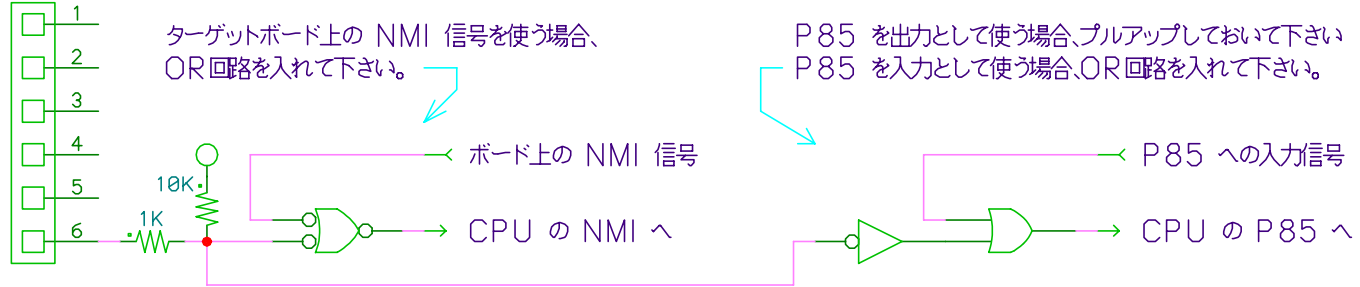 1
2
3
4
5
6
ターゲットボード上の NMI 信号を使う場合、
OR回路を入れて下さい。
P85 を出力として使う場合、プルアップしておいて下さい
P85 を入力として使う場合、OR回路を入れて下さい。
10K
1K
ボード上の NMI 信号
CPU の NMI へ
P85 への入力信号
CPU の P85 へ